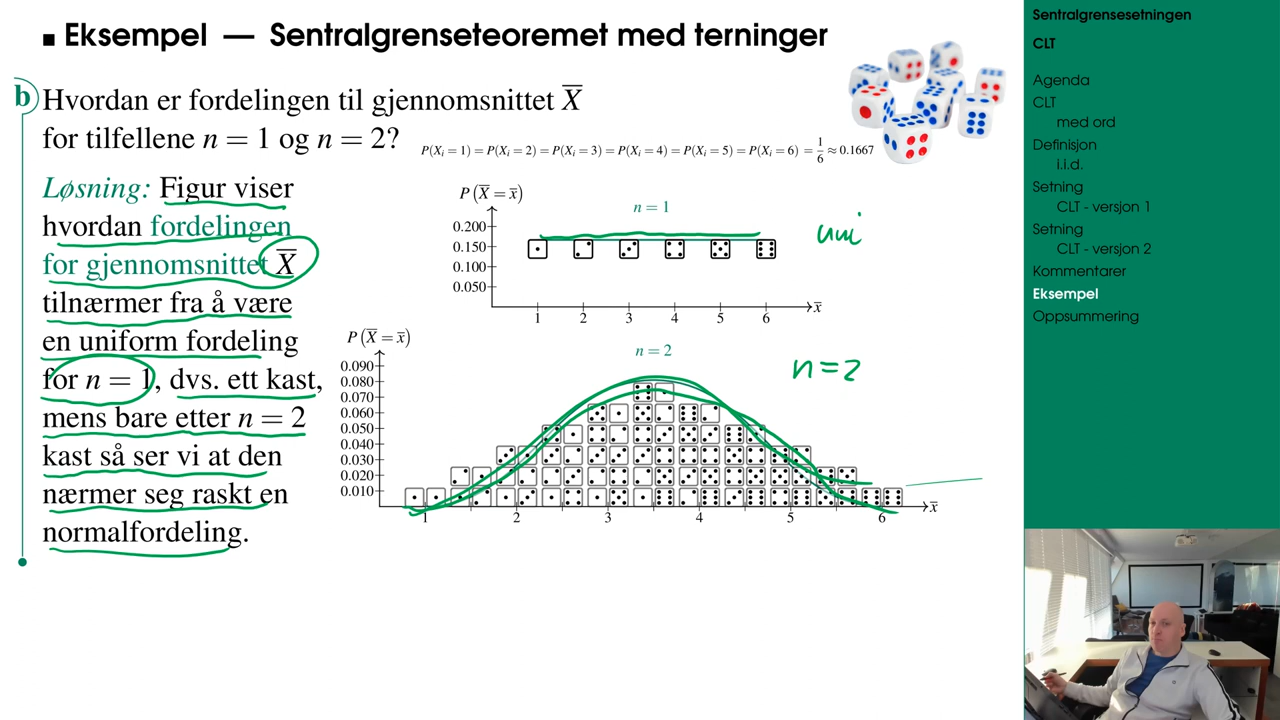 Eksempel — Sentralgrenseteoremet med terninger
b
Hvordan er fordelingen til gjennomsnittet X̅
for tilfellene n = 1 og n = 2?
P(Xᵢ = 1) = P(Xᵢ = 2) = P(Xᵢ = 3) = P(Xᵢ = 4) = P(Xᵢ = 5) = P(Xᵢ = 6) = 1/6 ≈ 0.1667
Løsning: Figur viser
hvordan fordelingen
for gjennomsnittet X̅
tilnærmer fra å være
en uniform fordeling
for n = 1, dvs. ett kast,
mens bare etter n = 2
kast så ser vi at den
nærmer seg raskt en
normalfordeling.
P(X̅ = x̅)
n = 1
uni
0.200
0.150
0.100
0.050
1 2 3 4 5 6 x̅
P(X̅ = x̅)
n = 2
n=2
0.090
0.080
0.070
0.060
0.050
0.040
0.030
0.020
0.010
1 2 3 4 5 6 x̅
Sentralgrensesetningen
CLT
Agenda
CLT
med ord
Definisjon
i.i.d.
Setning
CLT - versjon 1
Setning
CLT - versjon 2
Kommentarer
Eksempel
Oppsummering